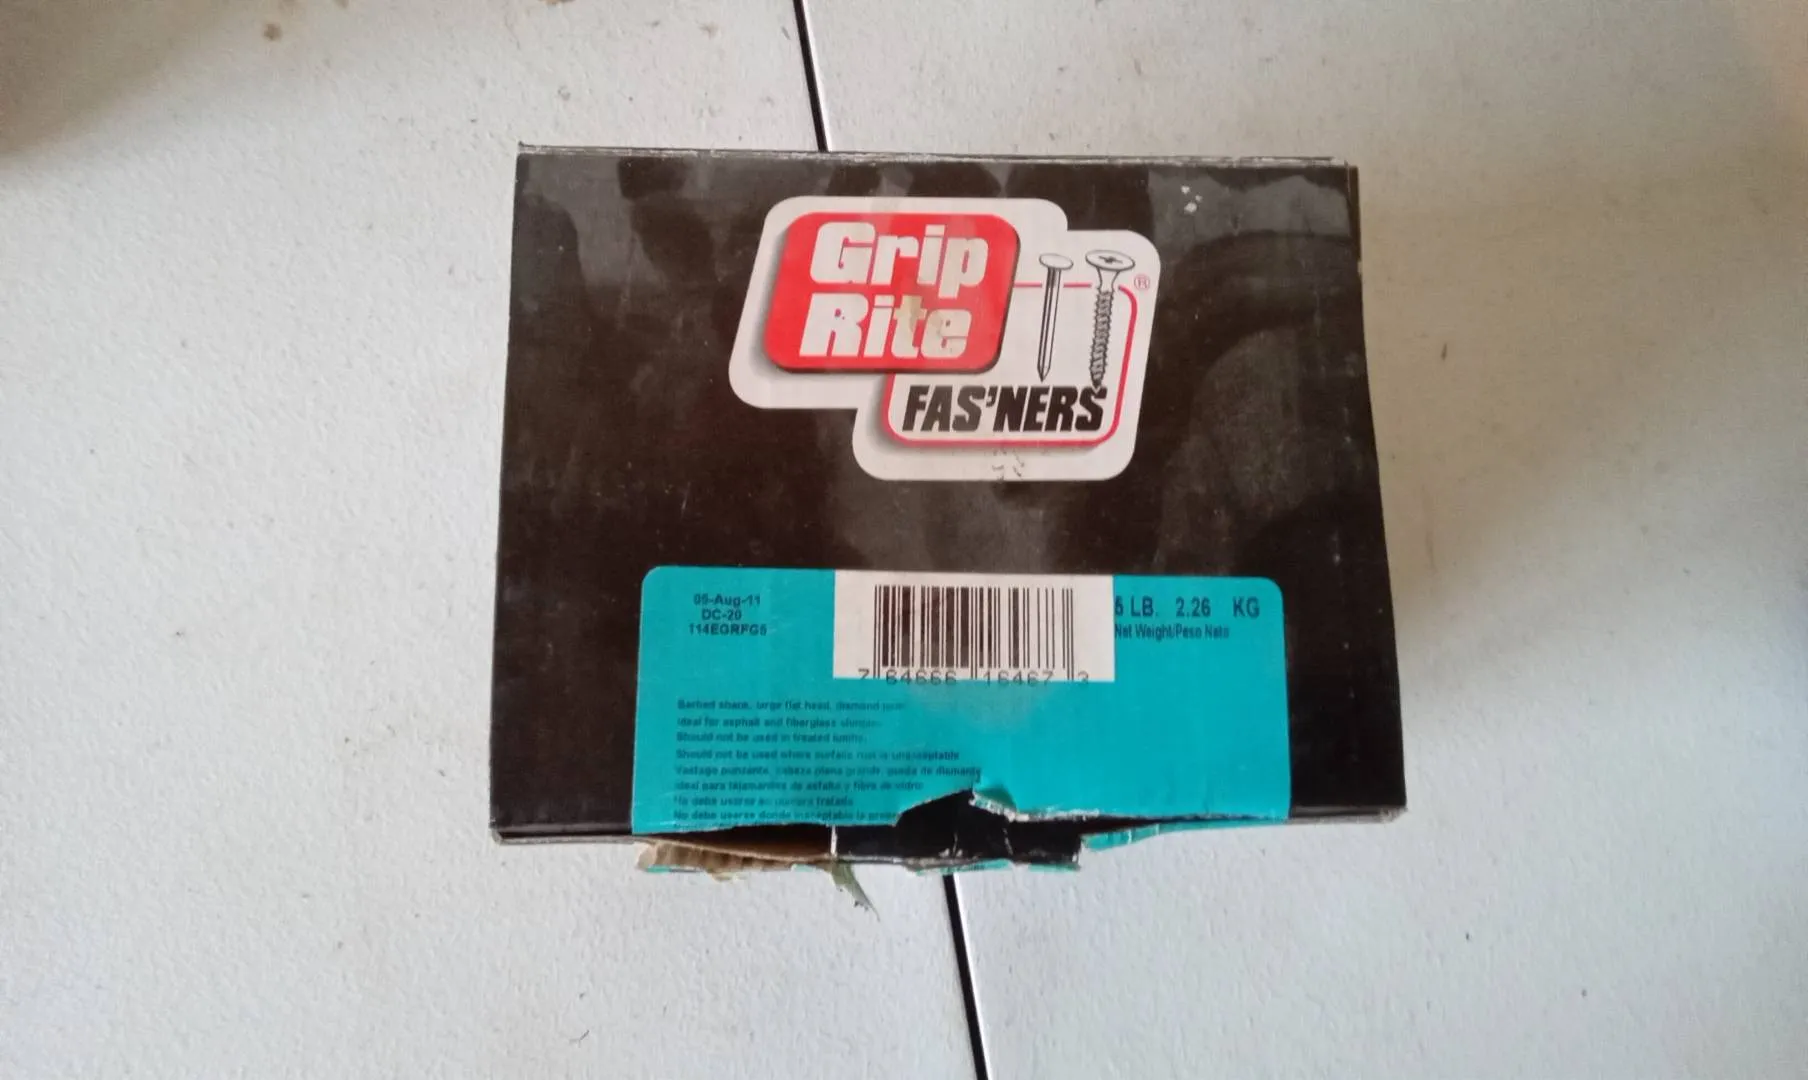 Grip
Rite
®
FAS'NERS
09-Aug-11
DC-20
114EGRFG5
7 64666 16467 3
5 LB. 2.26 KG
Net Weight/Peso Neto
Barbed shank, large flat head, diamond
Ideal for asphalt and fiberglass shingles.
Should not be used in treated lumber.
Should not be used where surface rust is unacceptable
Vastago punzante, cabeza plana grande, punta de diamante
Ideal para tejamaniles de asfalto y fibra de vidrio
No debe usarse en madera tratada
No debe usarse donde inaceptable la